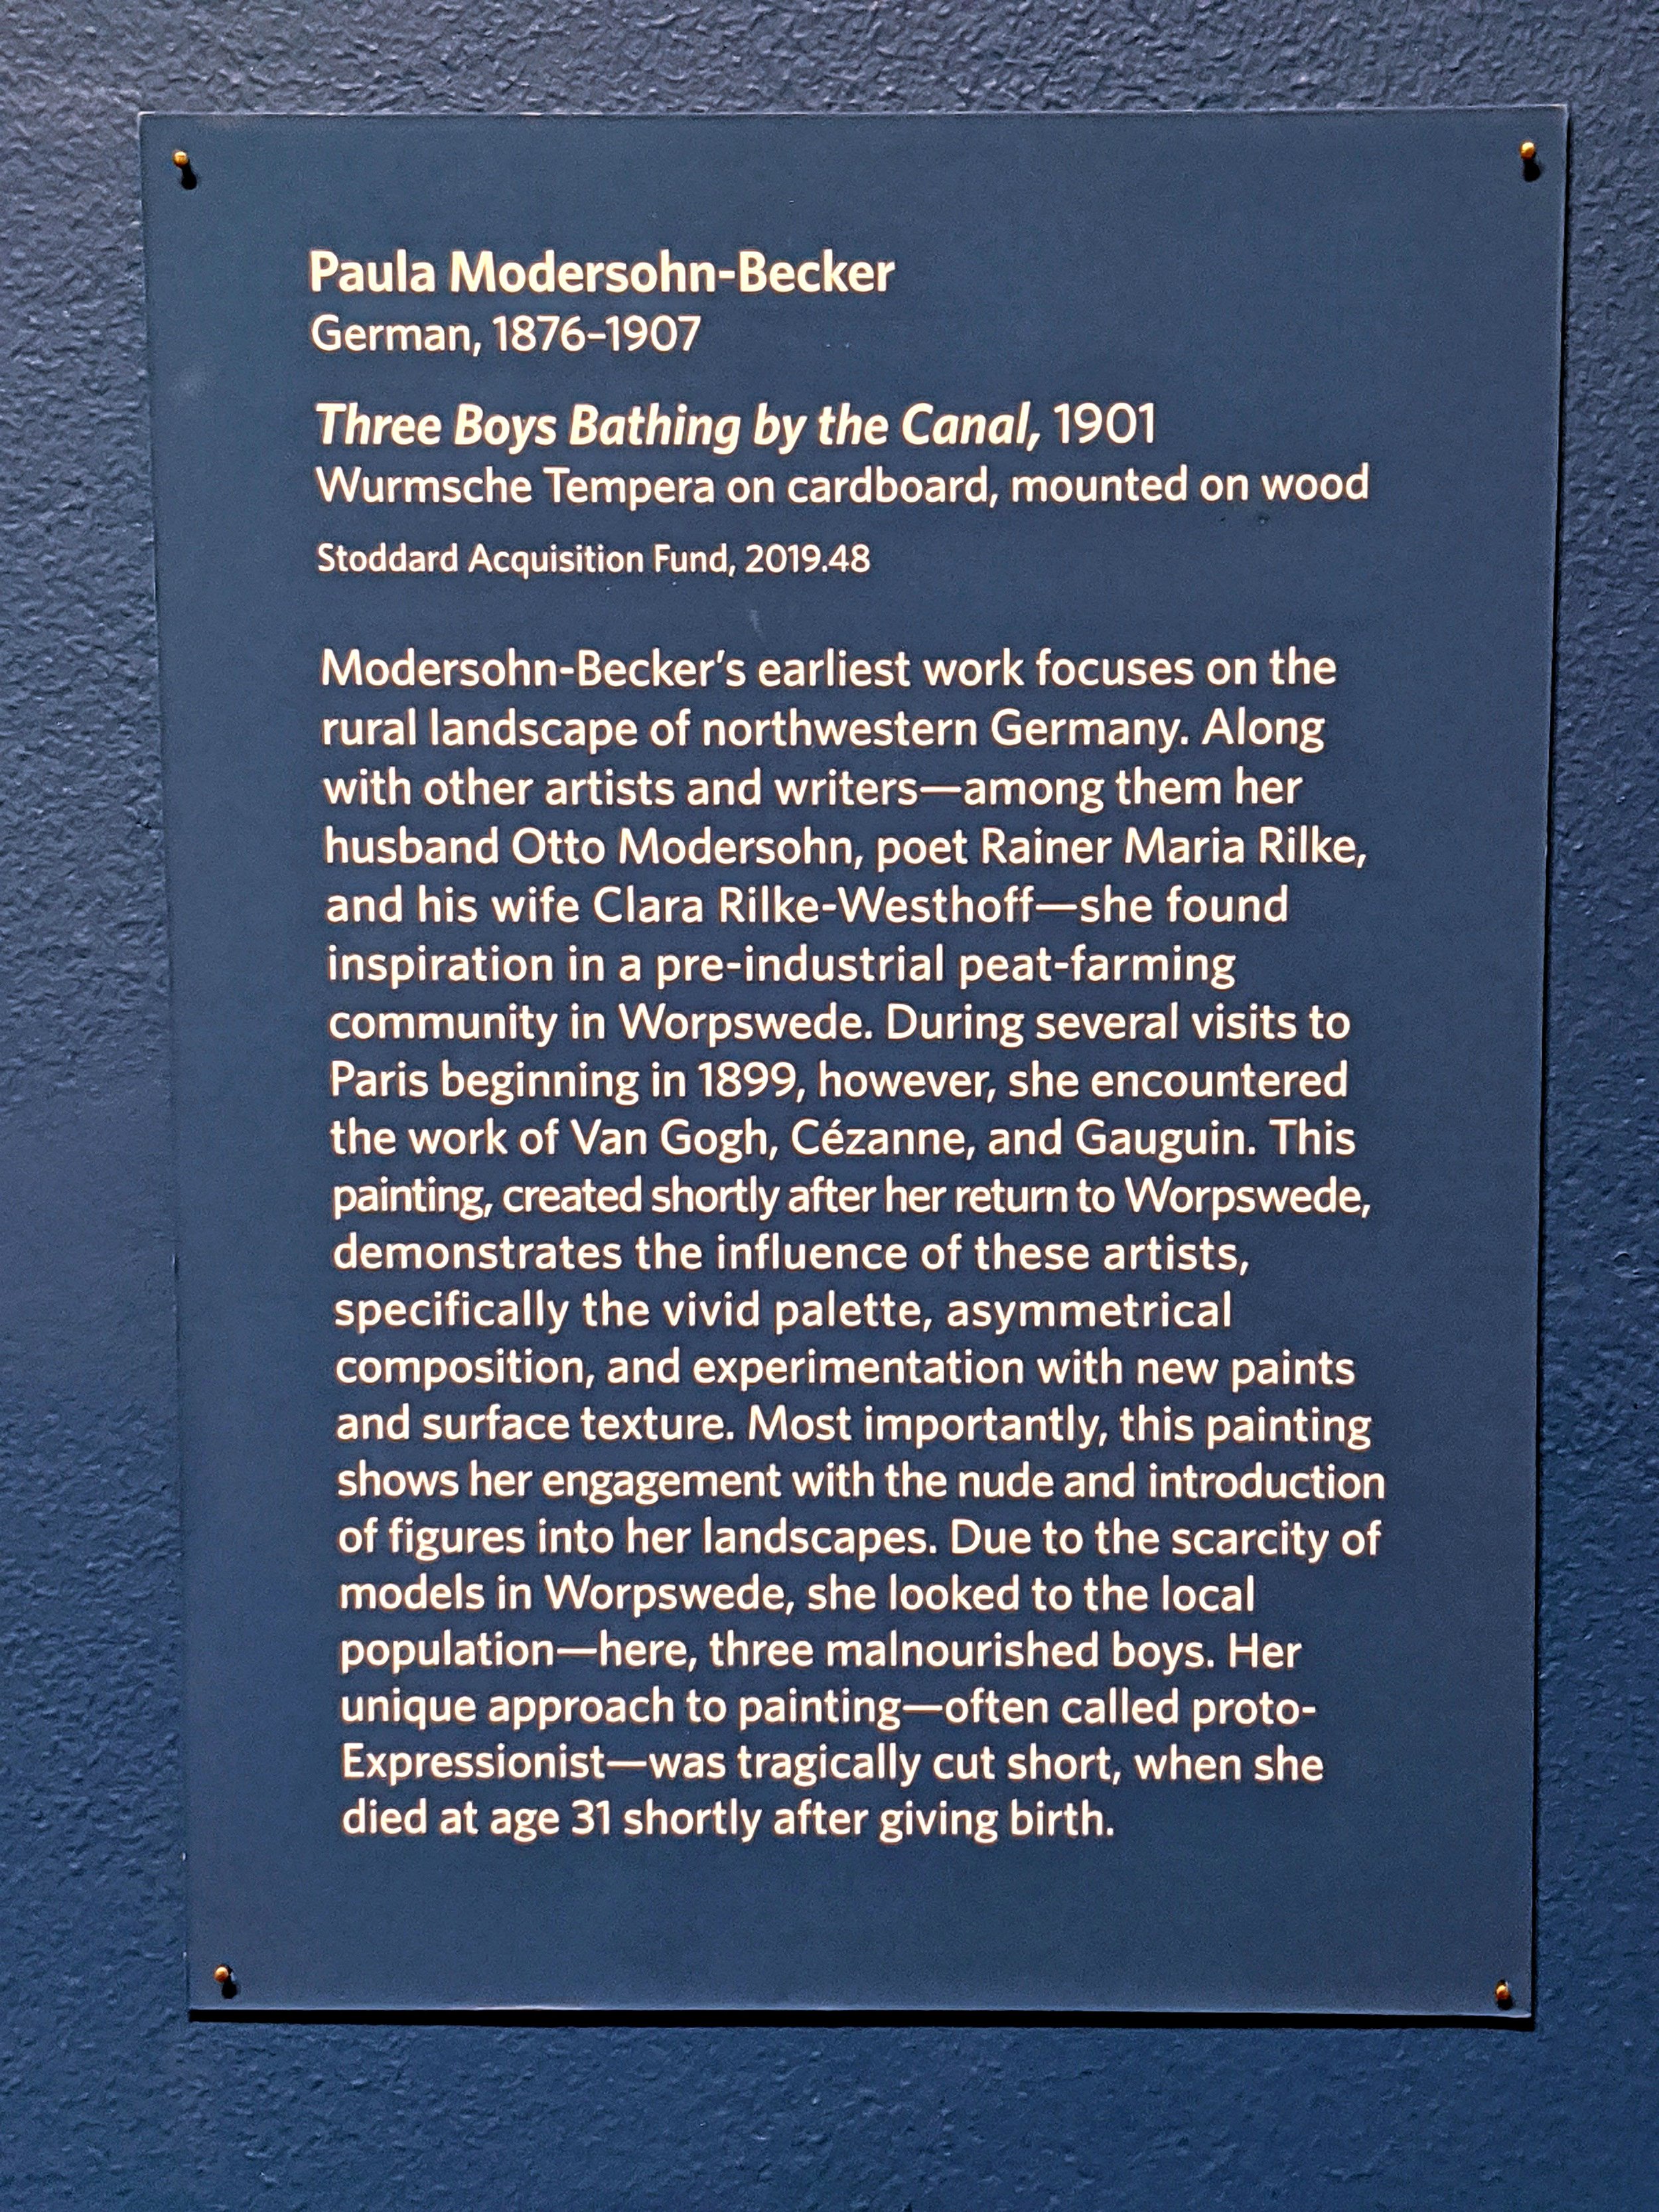 Paula Modersohn-Becker
German, 1876–1907
Three Boys Bathing by the Canal, 1901
Wurmsche Tempera on cardboard, mounted on wood
Stoddard Acquisition Fund, 2019.48
Modersohn-Becker’s earliest work focuses on the
rural landscape of northwestern Germany. Along
with other artists and writers—among them her
husband Otto Modersohn, poet Rainer Maria Rilke,
and his wife Clara Rilke-Westhoff—she found
inspiration in a pre-industrial peat-farming
community in Worpswede. During several visits to
Paris beginning in 1899, however, she encountered
the work of Van Gogh, Cézanne, and Gauguin. This
painting, created shortly after her return to Worpswede,
demonstrates the influence of these artists,
specifically the vivid palette, asymmetrical
composition, and experimentation with new paints
and surface texture. Most importantly, this painting
shows her engagement with the nude and introduction
of figures into her landscapes. Due to the scarcity of
models in Worpswede, she looked to the local
population—here, three malnourished boys. Her
unique approach to painting—often called proto-
Expressionist—was tragically cut short, when she
died at age 31 shortly after giving birth.